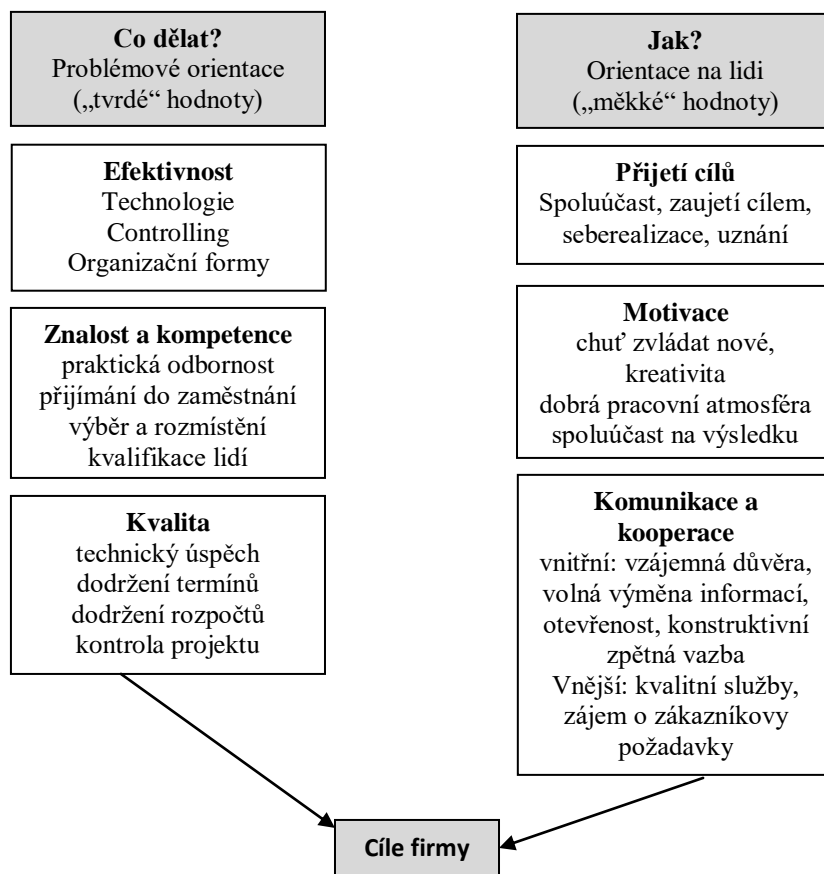 Co dělat?
Problémové orientace
(„tvrdé“ hodnoty)
Efektivnost
Technologie
Controlling
Organizační formy
Znalost a kompetence
praktická odbornost
přijímání do zaměstnání
výběr a rozmístění
kvalifikace lidí
Kvalita
technický úspěch
dodržení termínů
dodržení rozpočtů
kontrola projektu
Jak?
Orientace na lidi
(„měkké“ hodnoty)
Přijetí cílů
Spoluúčast, zaujetí cílem,
seberealizace, uznání
Motivace
chuť zvládat nové,
kreativita
dobrá pracovní atmosféra
spoluúčast na výsledku
Komunikace a
kooperace
vnitřní: vzájemná důvěra,
volná výměna informací,
otevřenost, konstruktivní
zpětná vazba
Vnější: kvalitní služby,
zájem o zákazníkovy
požadavky
Cíle firmy